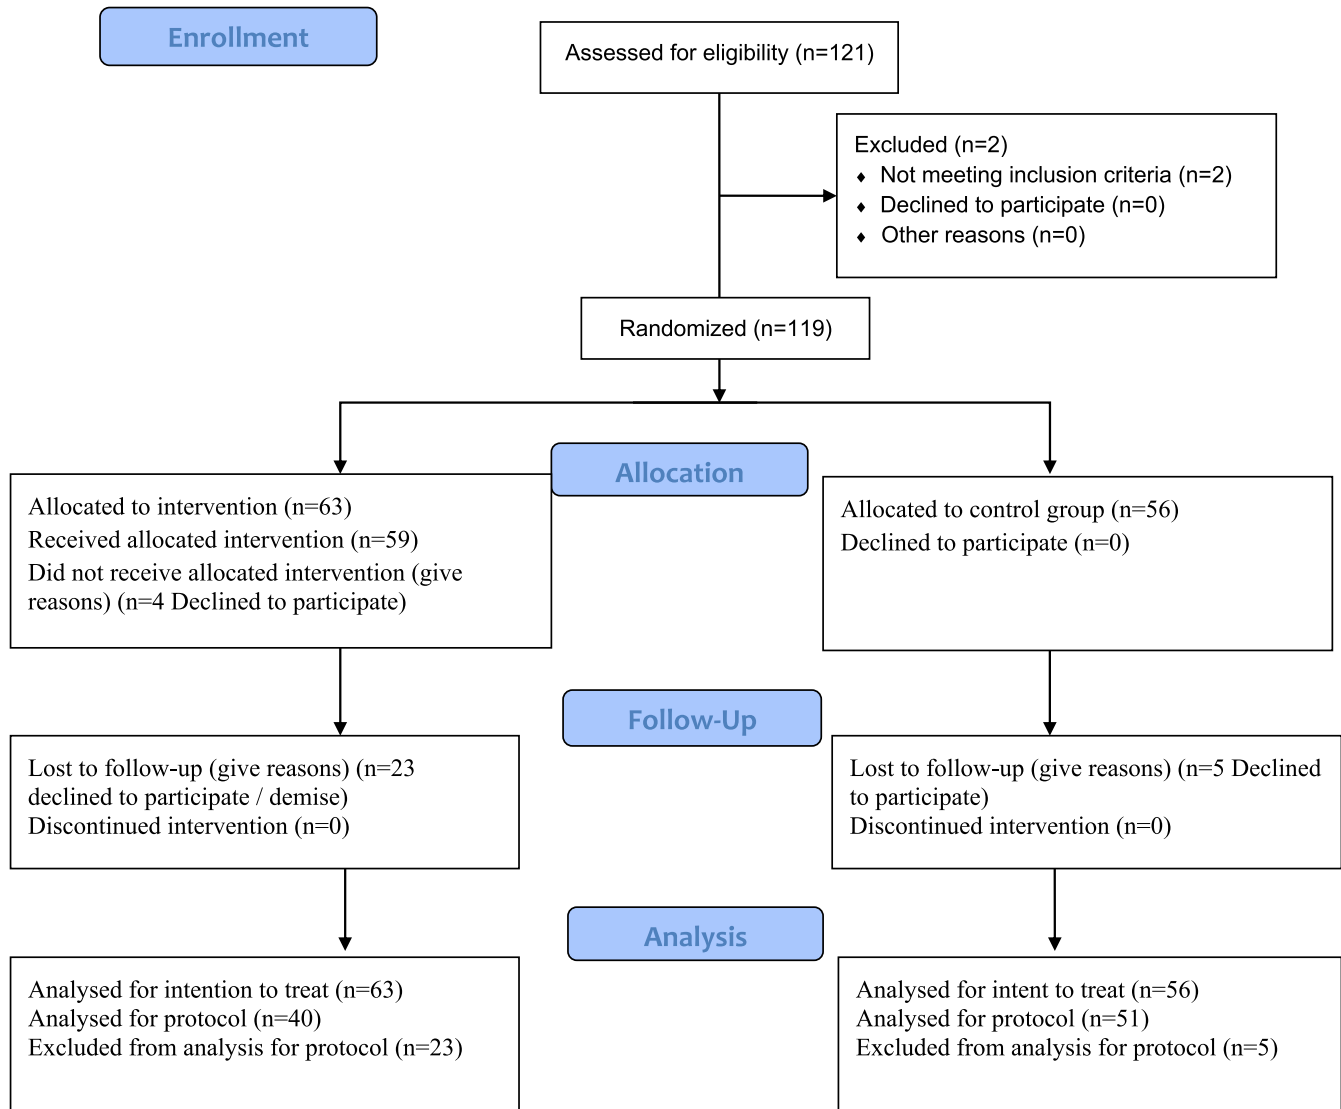 Enrollment
Assessed for eligibility (n=121)
Excluded (n=2)
♦ Not meeting inclusion criteria (n=2)
♦ Declined to participate (n=0)
♦ Other reasons (n=0)
Randomized (n=119)
Allocation
Allocated to intervention (n=63)
Received allocated intervention (n=59)
Did not receive allocated intervention (give
reasons) (n=4 Declined to participate)
Allocated to control group (n=56)
Declined to participate (n=0)
Follow-Up
Lost to follow-up (give reasons) (n=23
declined to participate / demise)
Discontinued intervention (n=0)
Lost to follow-up (give reasons) (n=5 Declined
to participate)
Discontinued intervention (n=0)
Analysis
Analysed for intention to treat (n=63)
Analysed for protocol (n=40)
Excluded from analysis for protocol (n=23)
Analysed for intent to treat (n=56)
Analysed for protocol (n=51)
Excluded from analysis for protocol (n=5)